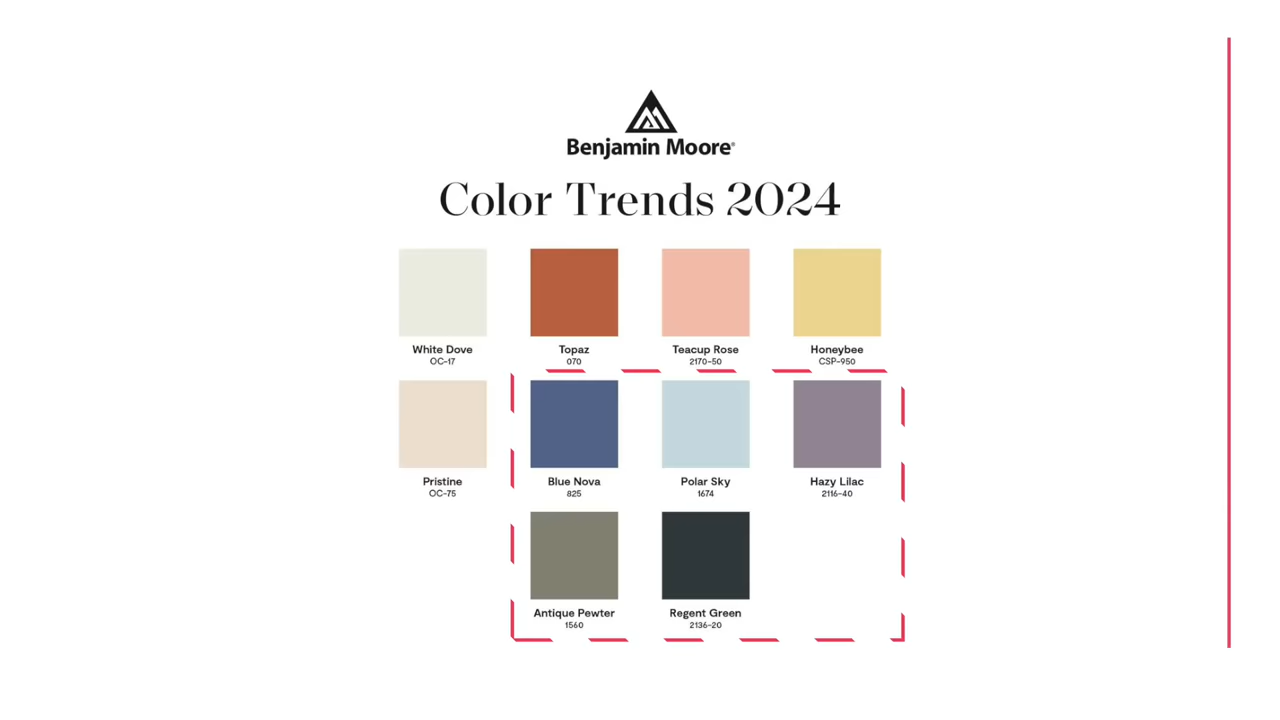 Benjamin Moore®
Color Trends 2024
White Dove
OC-17
Topaz
070
Teacup Rose
2170-50
Honeybee
CSP-950
Pristine
OC-75
Blue Nova
825
Polar Sky
1674
Hazy Lilac
2116-40
Antique Pewter
1560
Regent Green
2136-20